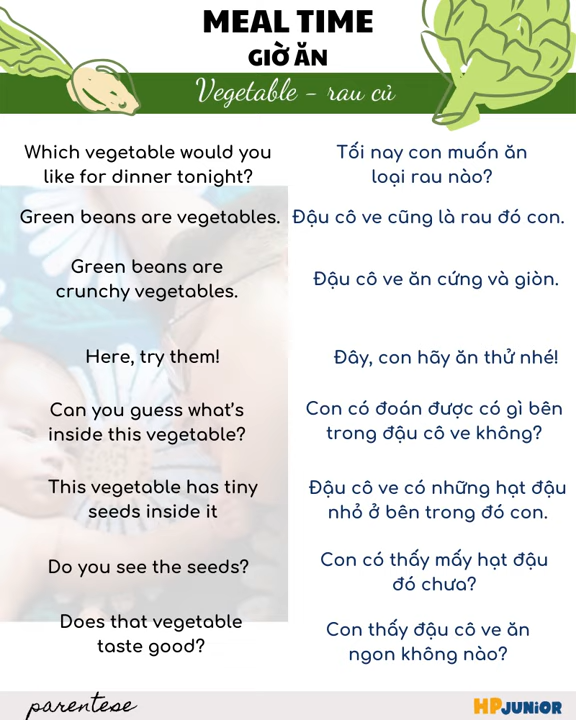 MEAL TIME
GIỜ ĂN
Vegetable - rau củ
Which vegetable would you
like for dinner tonight?
Tối nay con muốn ăn
loại rau nào?
Green beans are vegetables.
Đậu cô ve cũng là rau đó con.
Green beans are
crunchy vegetables.
Đậu cô ve ăn cứng và giòn.
Here, try them!
Đây, con hãy ăn thử nhé!
Can you guess what's
inside this vegetable?
Con có đoán được có gì bên
trong đậu cô ve không?
This vegetable has tiny
seeds inside it
Đậu cô ve có những hạt đậu
nhỏ ở bên trong đó con.
Do you see the seeds?
Con có thấy mấy hạt đậu
đó chưa?
Does that vegetable
taste good?
Con thấy đậu cô ve ăn
ngon không nào?
parentese
HPJUNiOR